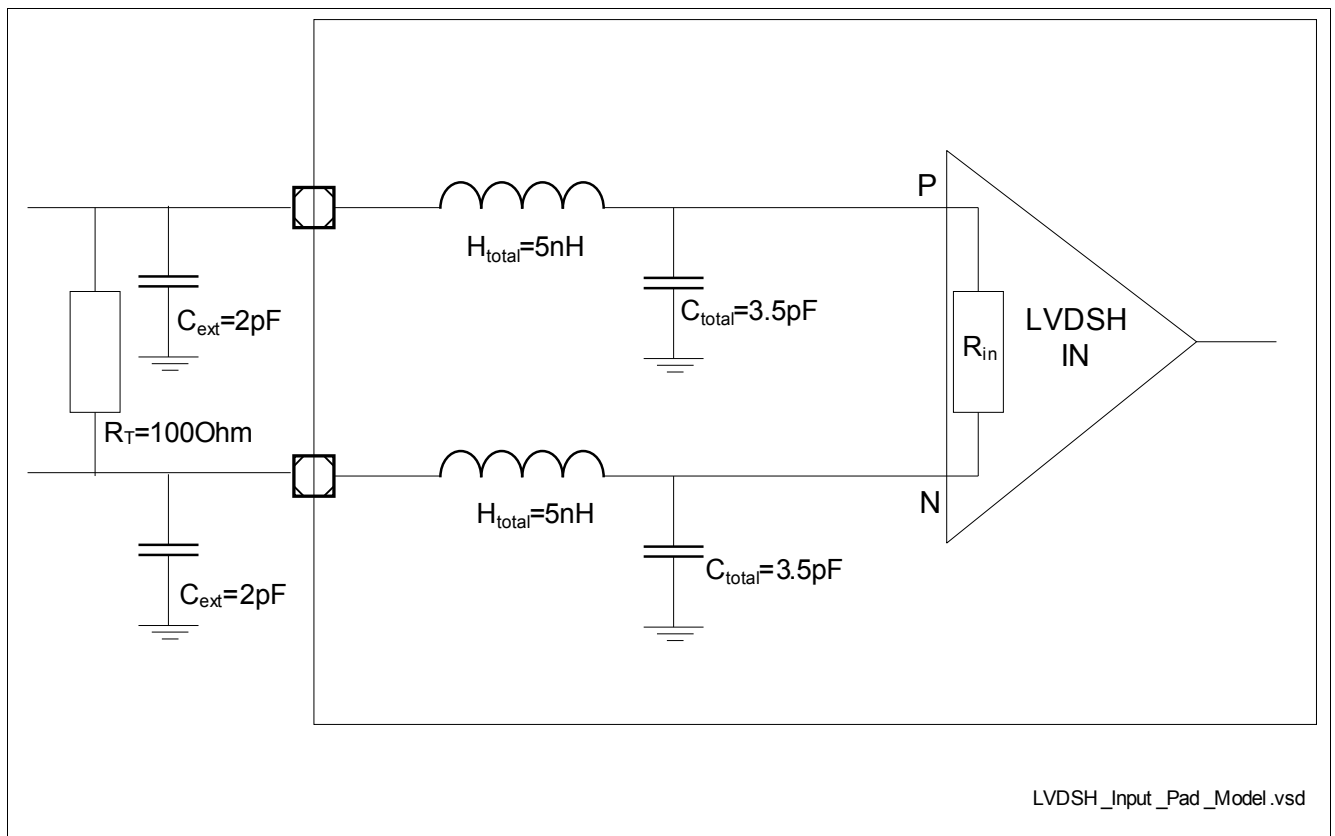 P
H_total=5nH
C_ext=2pF
C_total=3.5pF
R_in
LVDSH
IN
R_T=100Ohm
N
H_total=5nH
C_total=3.5pF
C_ext=2pF
LVDSH_Input_Pad_Model.vsd